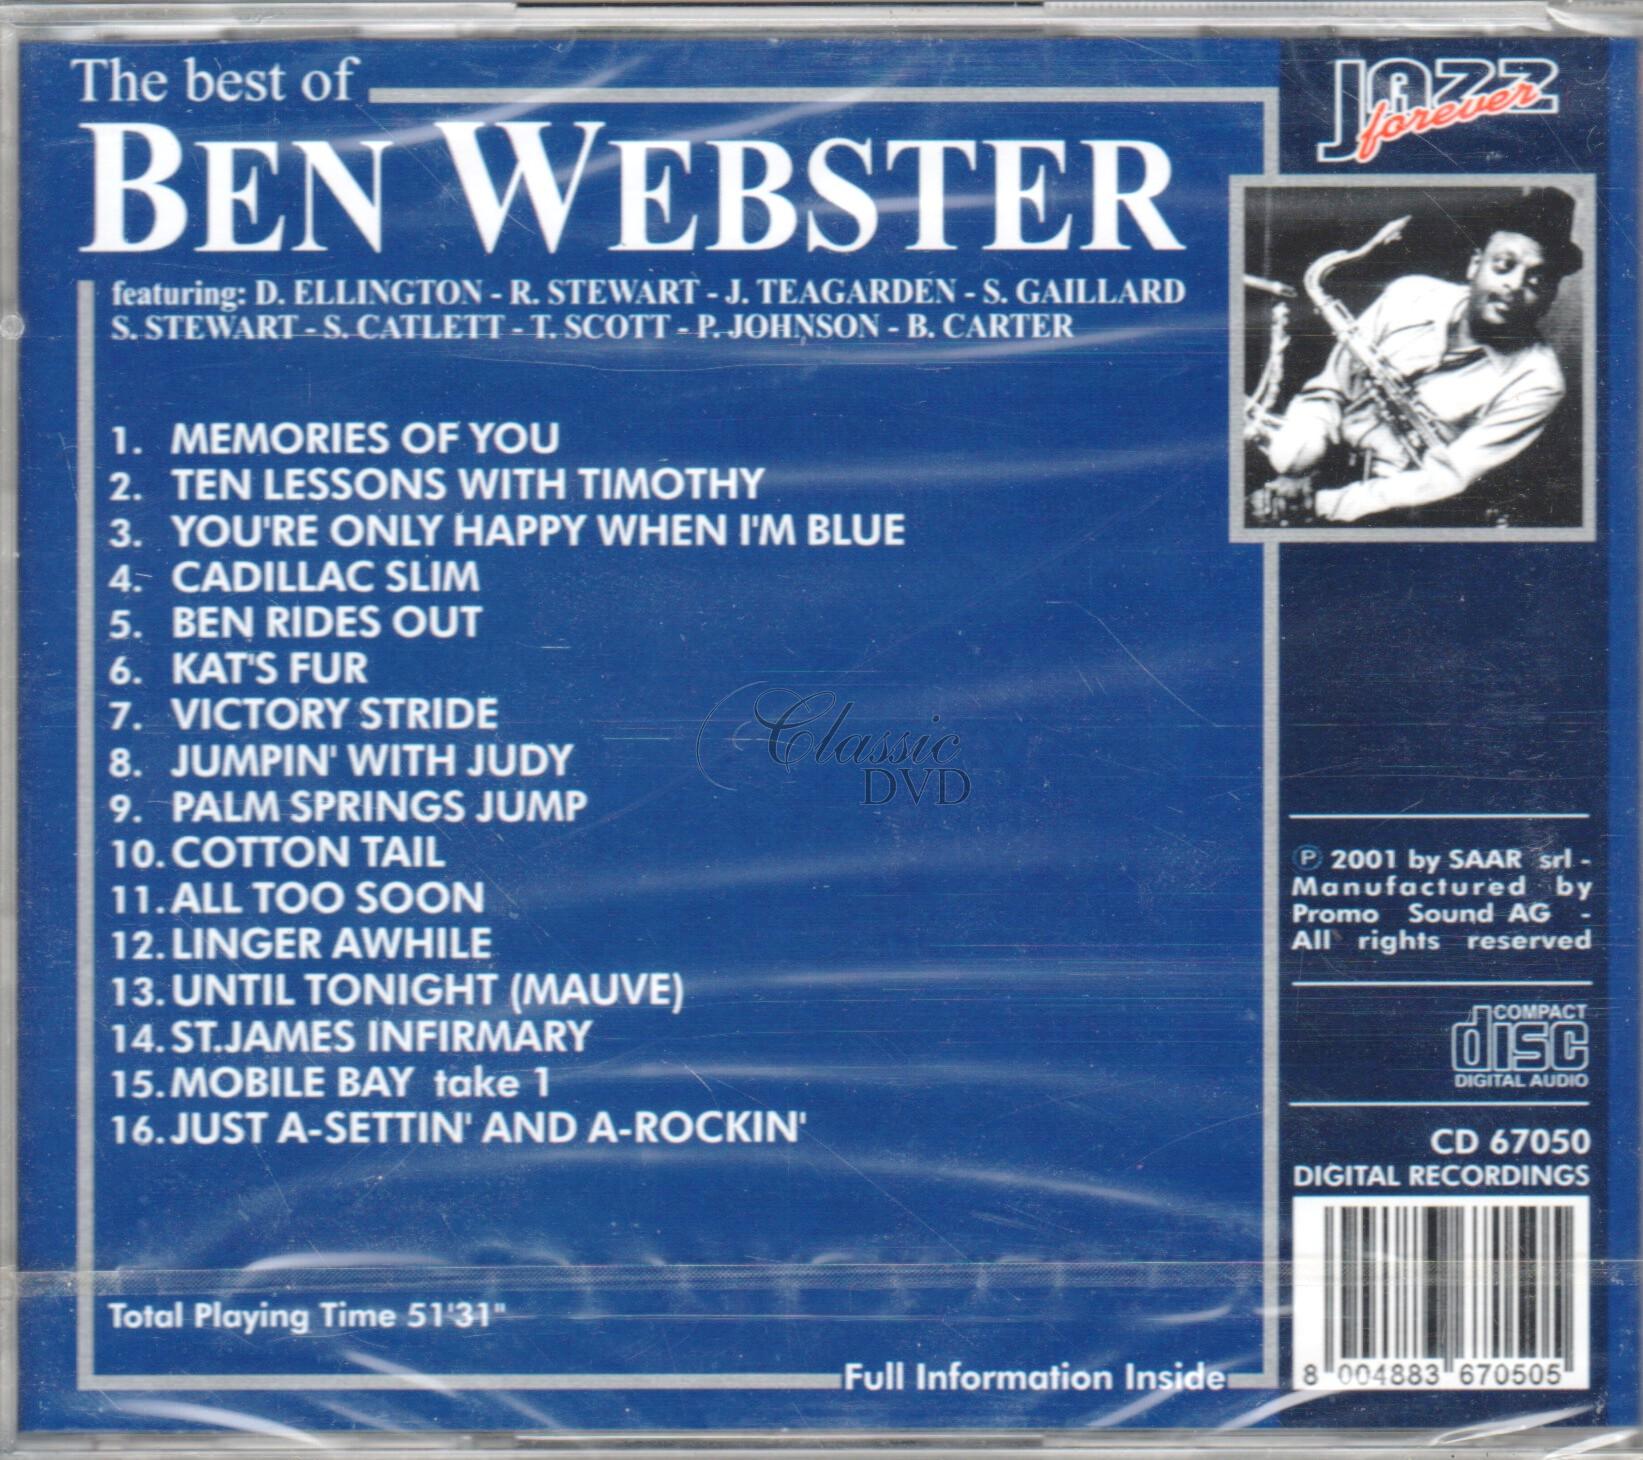 The best of
BEN WEBSTER
featuring: D. ELLINGTON - R. STEWART - J. TEAGARDEN - S. GAILLARD
S. STEWART - S. CATLETT - T. SCOTT - P. JOHNSON - B. CARTER
1. MEMORIES OF YOU
2. TEN LESSONS WITH TIMOTHY
3. YOU'RE ONLY HAPPY WHEN I'M BLUE
4. CADILLAC SLIM
5. BEN RIDES OUT
6. KAT'S FUR
7. VICTORY STRIDE
8. JUMPIN' WITH JUDY
9. PALM SPRINGS JUMP
10. COTTON TAIL
11. ALL TOO SOON
12. LINGER AWHILE
13. UNTIL TONIGHT (MAUVE)
14. ST.JAMES INFIRMARY
15. MOBILE BAY take 1
16. JUST A-SETTIN' AND A-ROCKIN'
Total Playing Time 51'31"
Full Information Inside
Classic
DVD
JAZZ
forever
℗ 2001 by SAAR srl -
Manufactured by
Promo Sound AG -
All rights reserved
COMPACT
disc
DIGITAL AUDIO
CD 67050
DIGITAL RECORDINGS
8 004883 670505